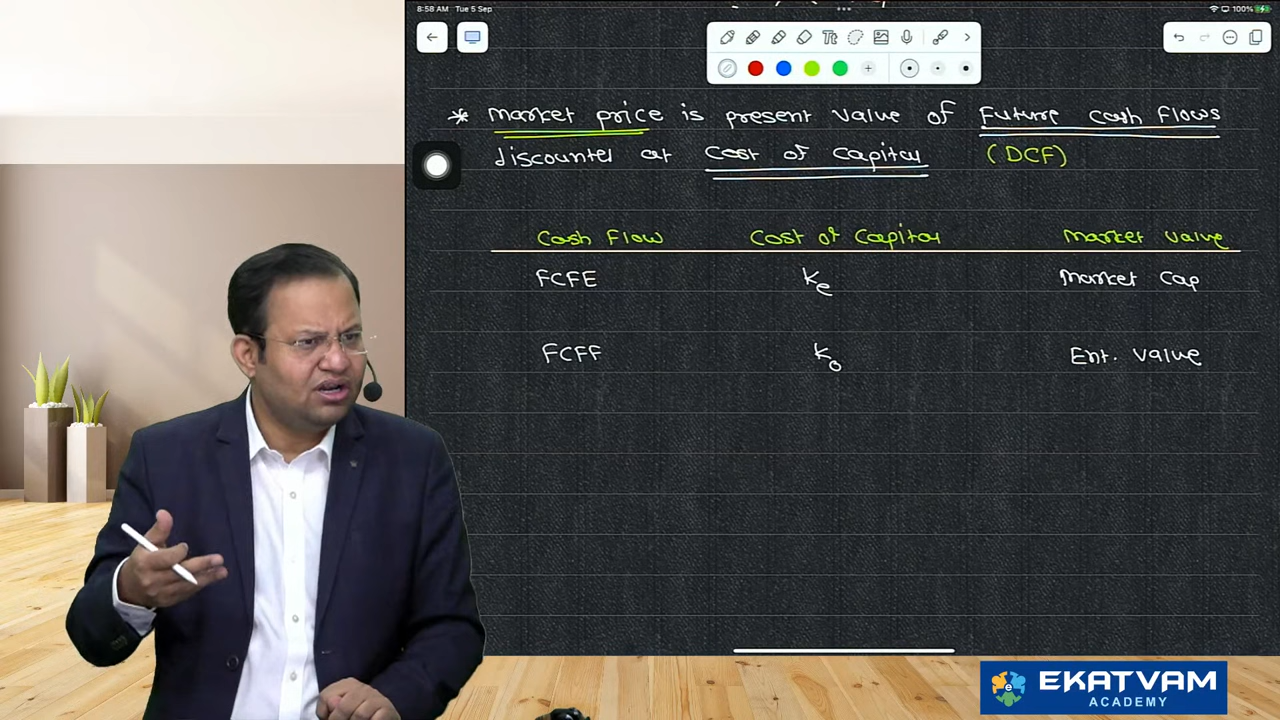 8:58 AM Tue 5 Sep
100%
* Market price is present value of Future cash flows
discounted at cost of capital (DCF)
Cash Flow Cost of Capital Market Value
FCFE Ke Market Cap
FCFF Ko Ent. Value
EKATVAM
ACADEMY